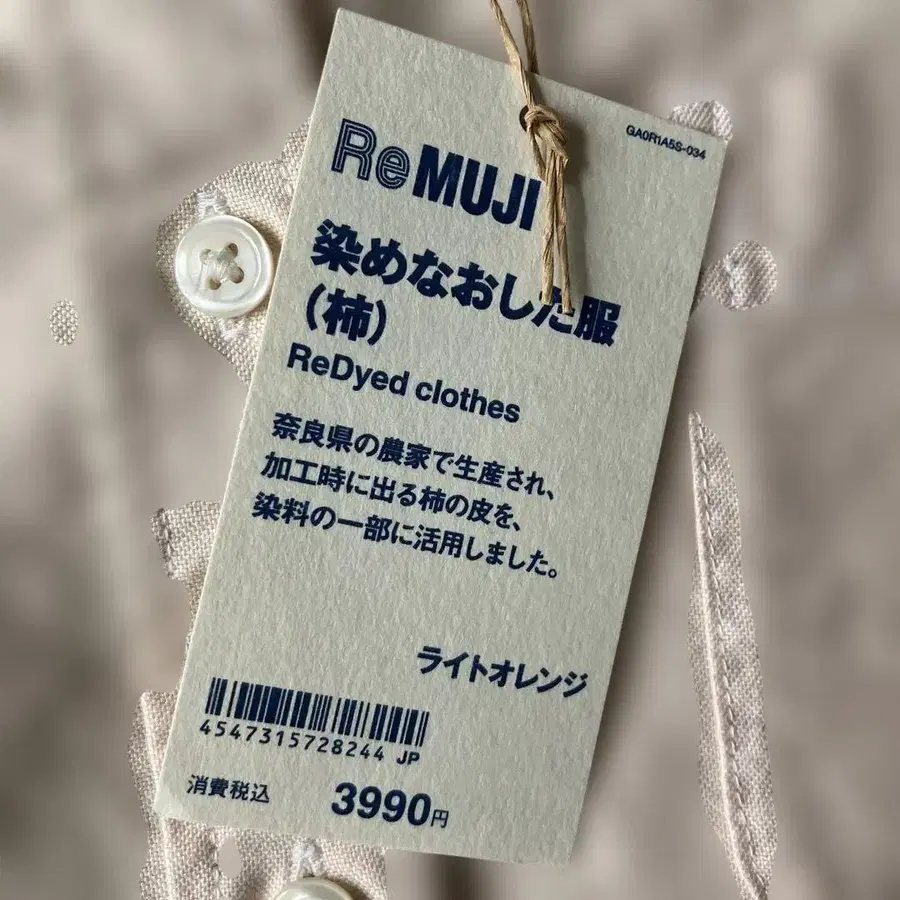 GA0R1A5S-034
Re MUJI
染めなおした服
(柿)
ReDyed clothes
奈良県の農家で生産され、
加工時に出る柿の皮を、
染料の一部に活用しました。
ライトオレンジ
4547315728244 JP
消費税込 3990円